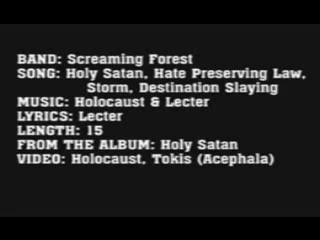 BAND: Screaming Forest
SONG: Holy Satan, Hate Preserving Law,
Storm, Destination Slaying
MUSIC: Holocaust & Lecter
LYRICS: Lecter
LENGTH: 15
FROM THE ALBUM: Holy Satan
VIDEO: Holocaust, Tokis (Acephala)